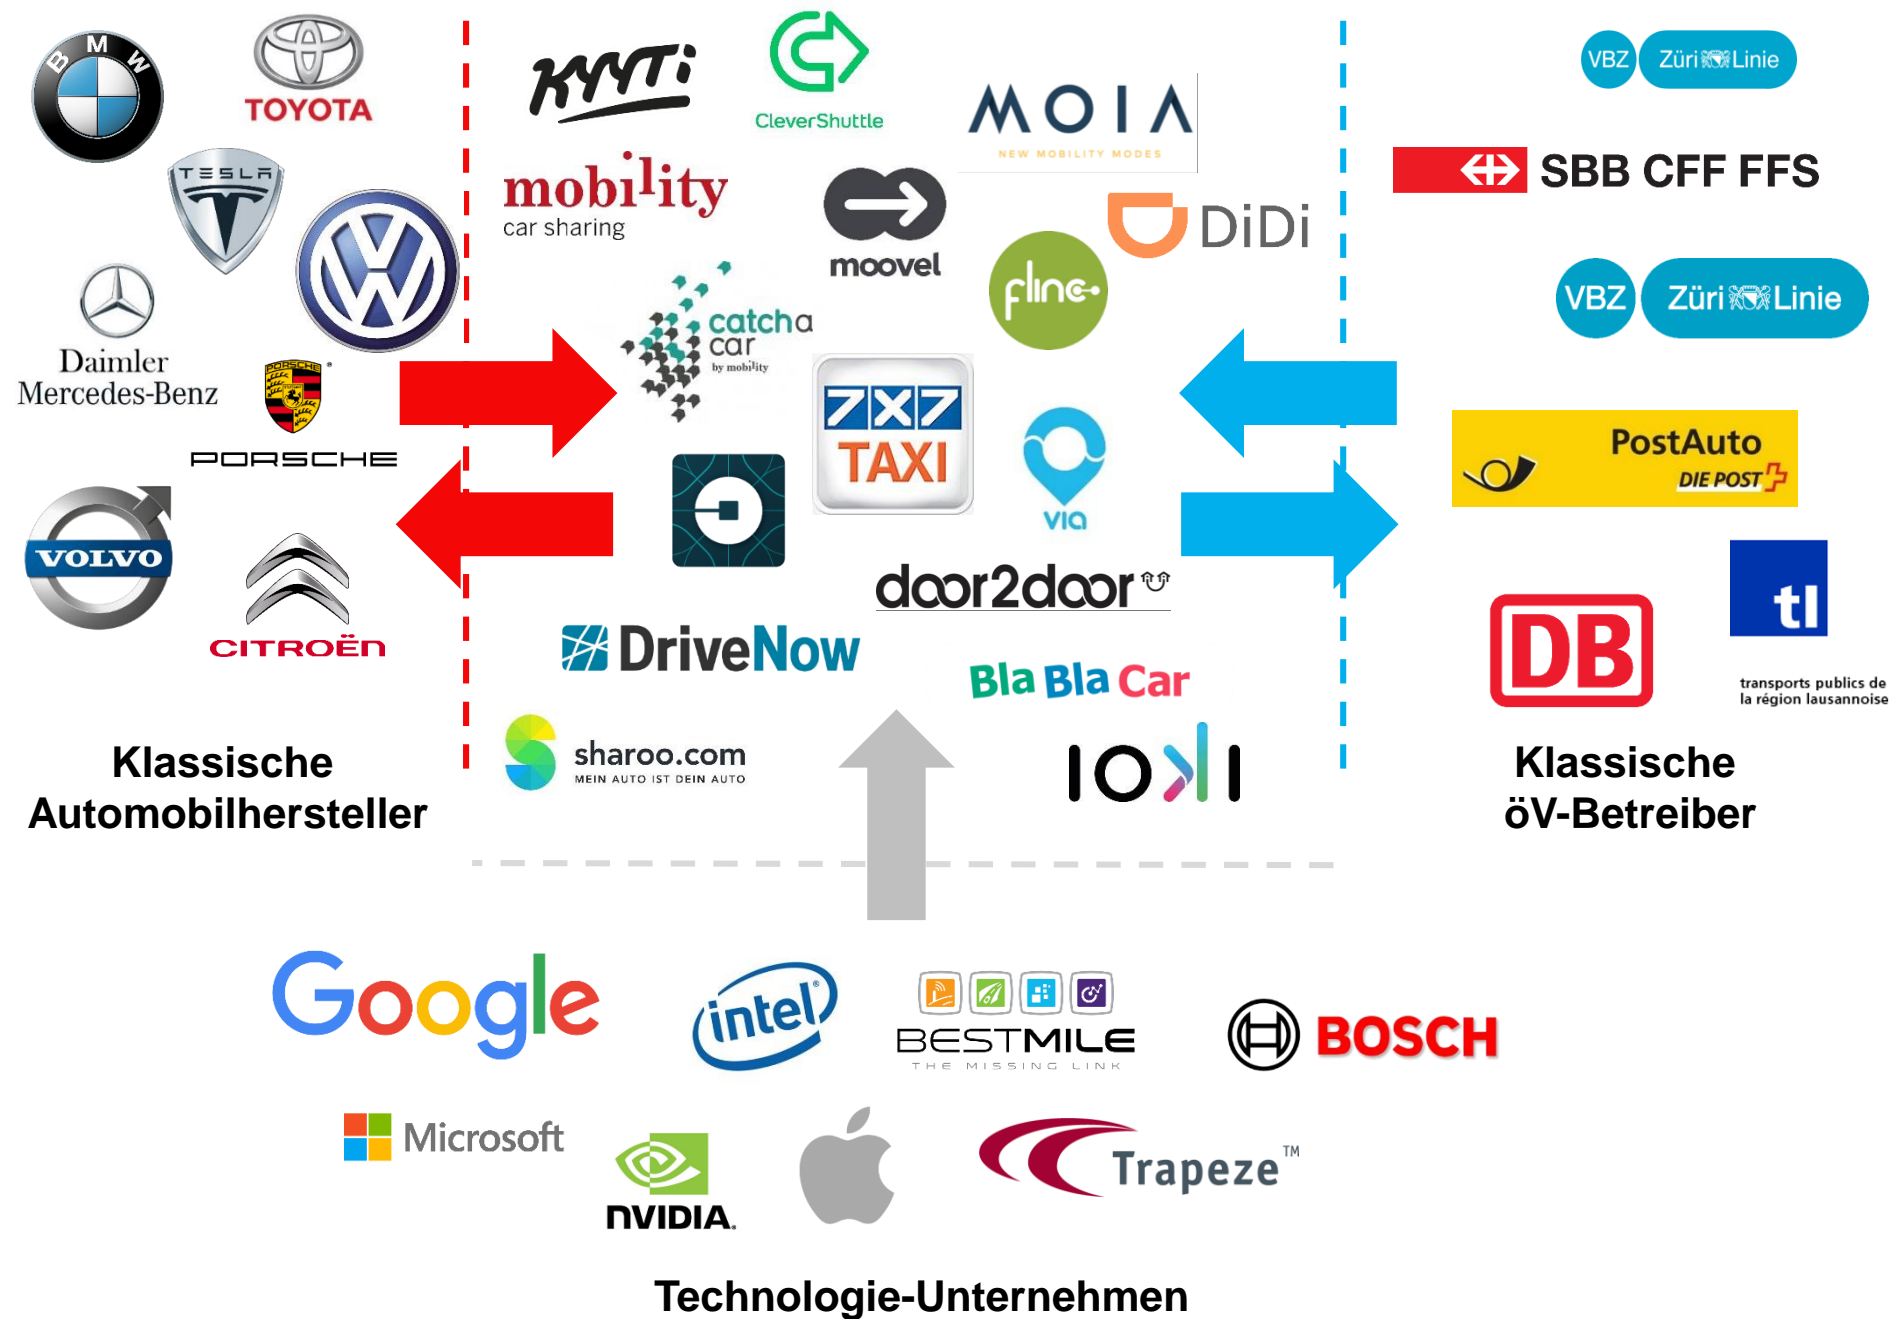 BMW
TOYOTA
TESLA
VW
Daimler
Mercedes-Benz
PORSCHE
PORSCHE
VOLVO
CITROËN
Klassische
Automobilhersteller
KYYTI
CleverShuttle
MOIA
NEW MOBILITY MODES
mobility
car sharing
moovel
DiDi
flinc
catch a
car
by mobility
7x7
TAXI
via
door2door
DriveNow
Bla Bla Car
sharoo.com
MEIN AUTO IST DEIN AUTO
IOKI
VBZ Züri Linie
SBB CFF FFS
VBZ Züri Linie
PostAuto
DIE POST
tl
DB
transports publics de
la région lausannoise
Klassische
öV-Betreiber
Google
intel®
BESTMILE
THE MISSING LINK
BOSCH
Microsoft
NVIDIA.
Trapeze™
Technologie-Unternehmen